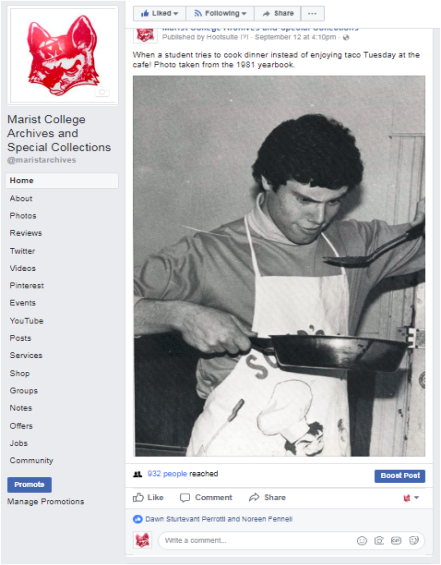 Liked
Following
Share
Marist College Archives and Special Collections
Published by Hootsuite [?] · September 12 at 4:10pm ·
When a student tries to cook dinner instead of enjoying taco Tuesday at the
cafe! Photo taken from the 1981 yearbook.
Marist College
Archives and
Special Collections
@maristarchives
Home
About
Photos
Reviews
Twitter
Videos
Pinterest
Events
YouTube
Posts
Services
Shop
Groups
Notes
Offers
Jobs
Community
Promote
Manage Promotions
932 people reached
Boost Post
Like
Comment
Share
Dawn Sturtevant Perrotti and Noreen Fennell
Write a comment...
GIF